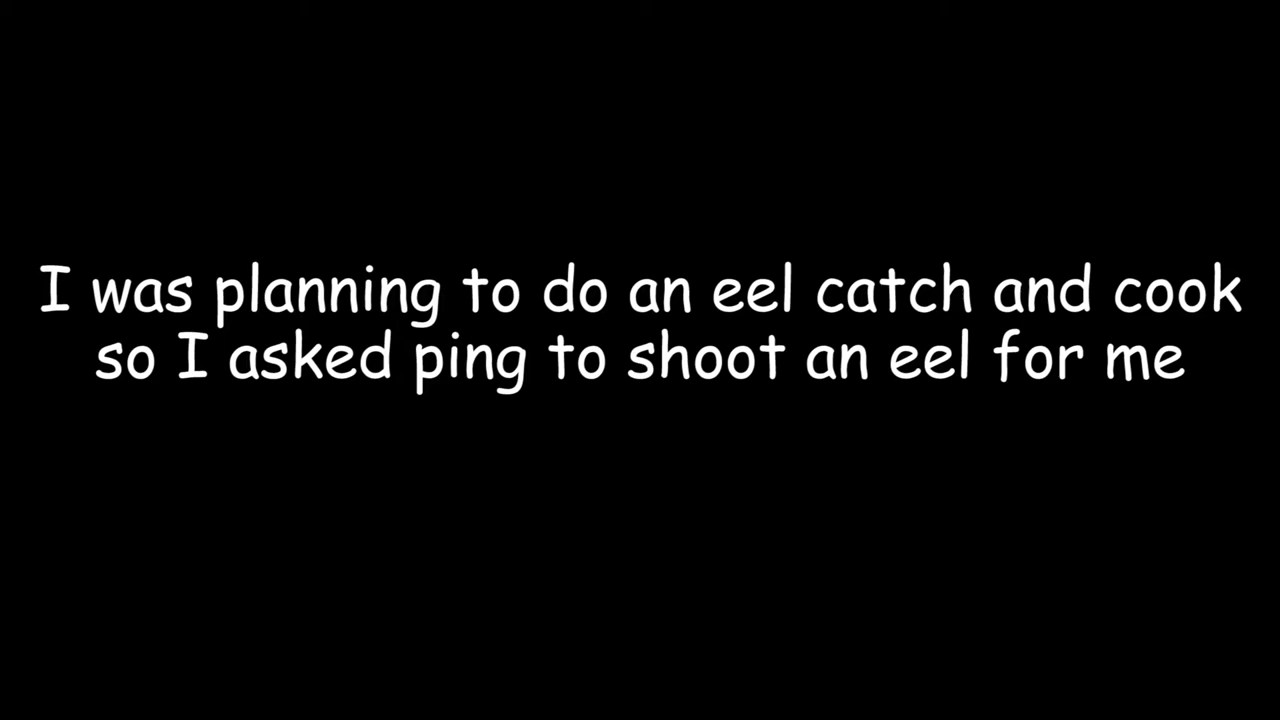 I was planning to do an eel catch and cook
so I asked ping to shoot an eel for me